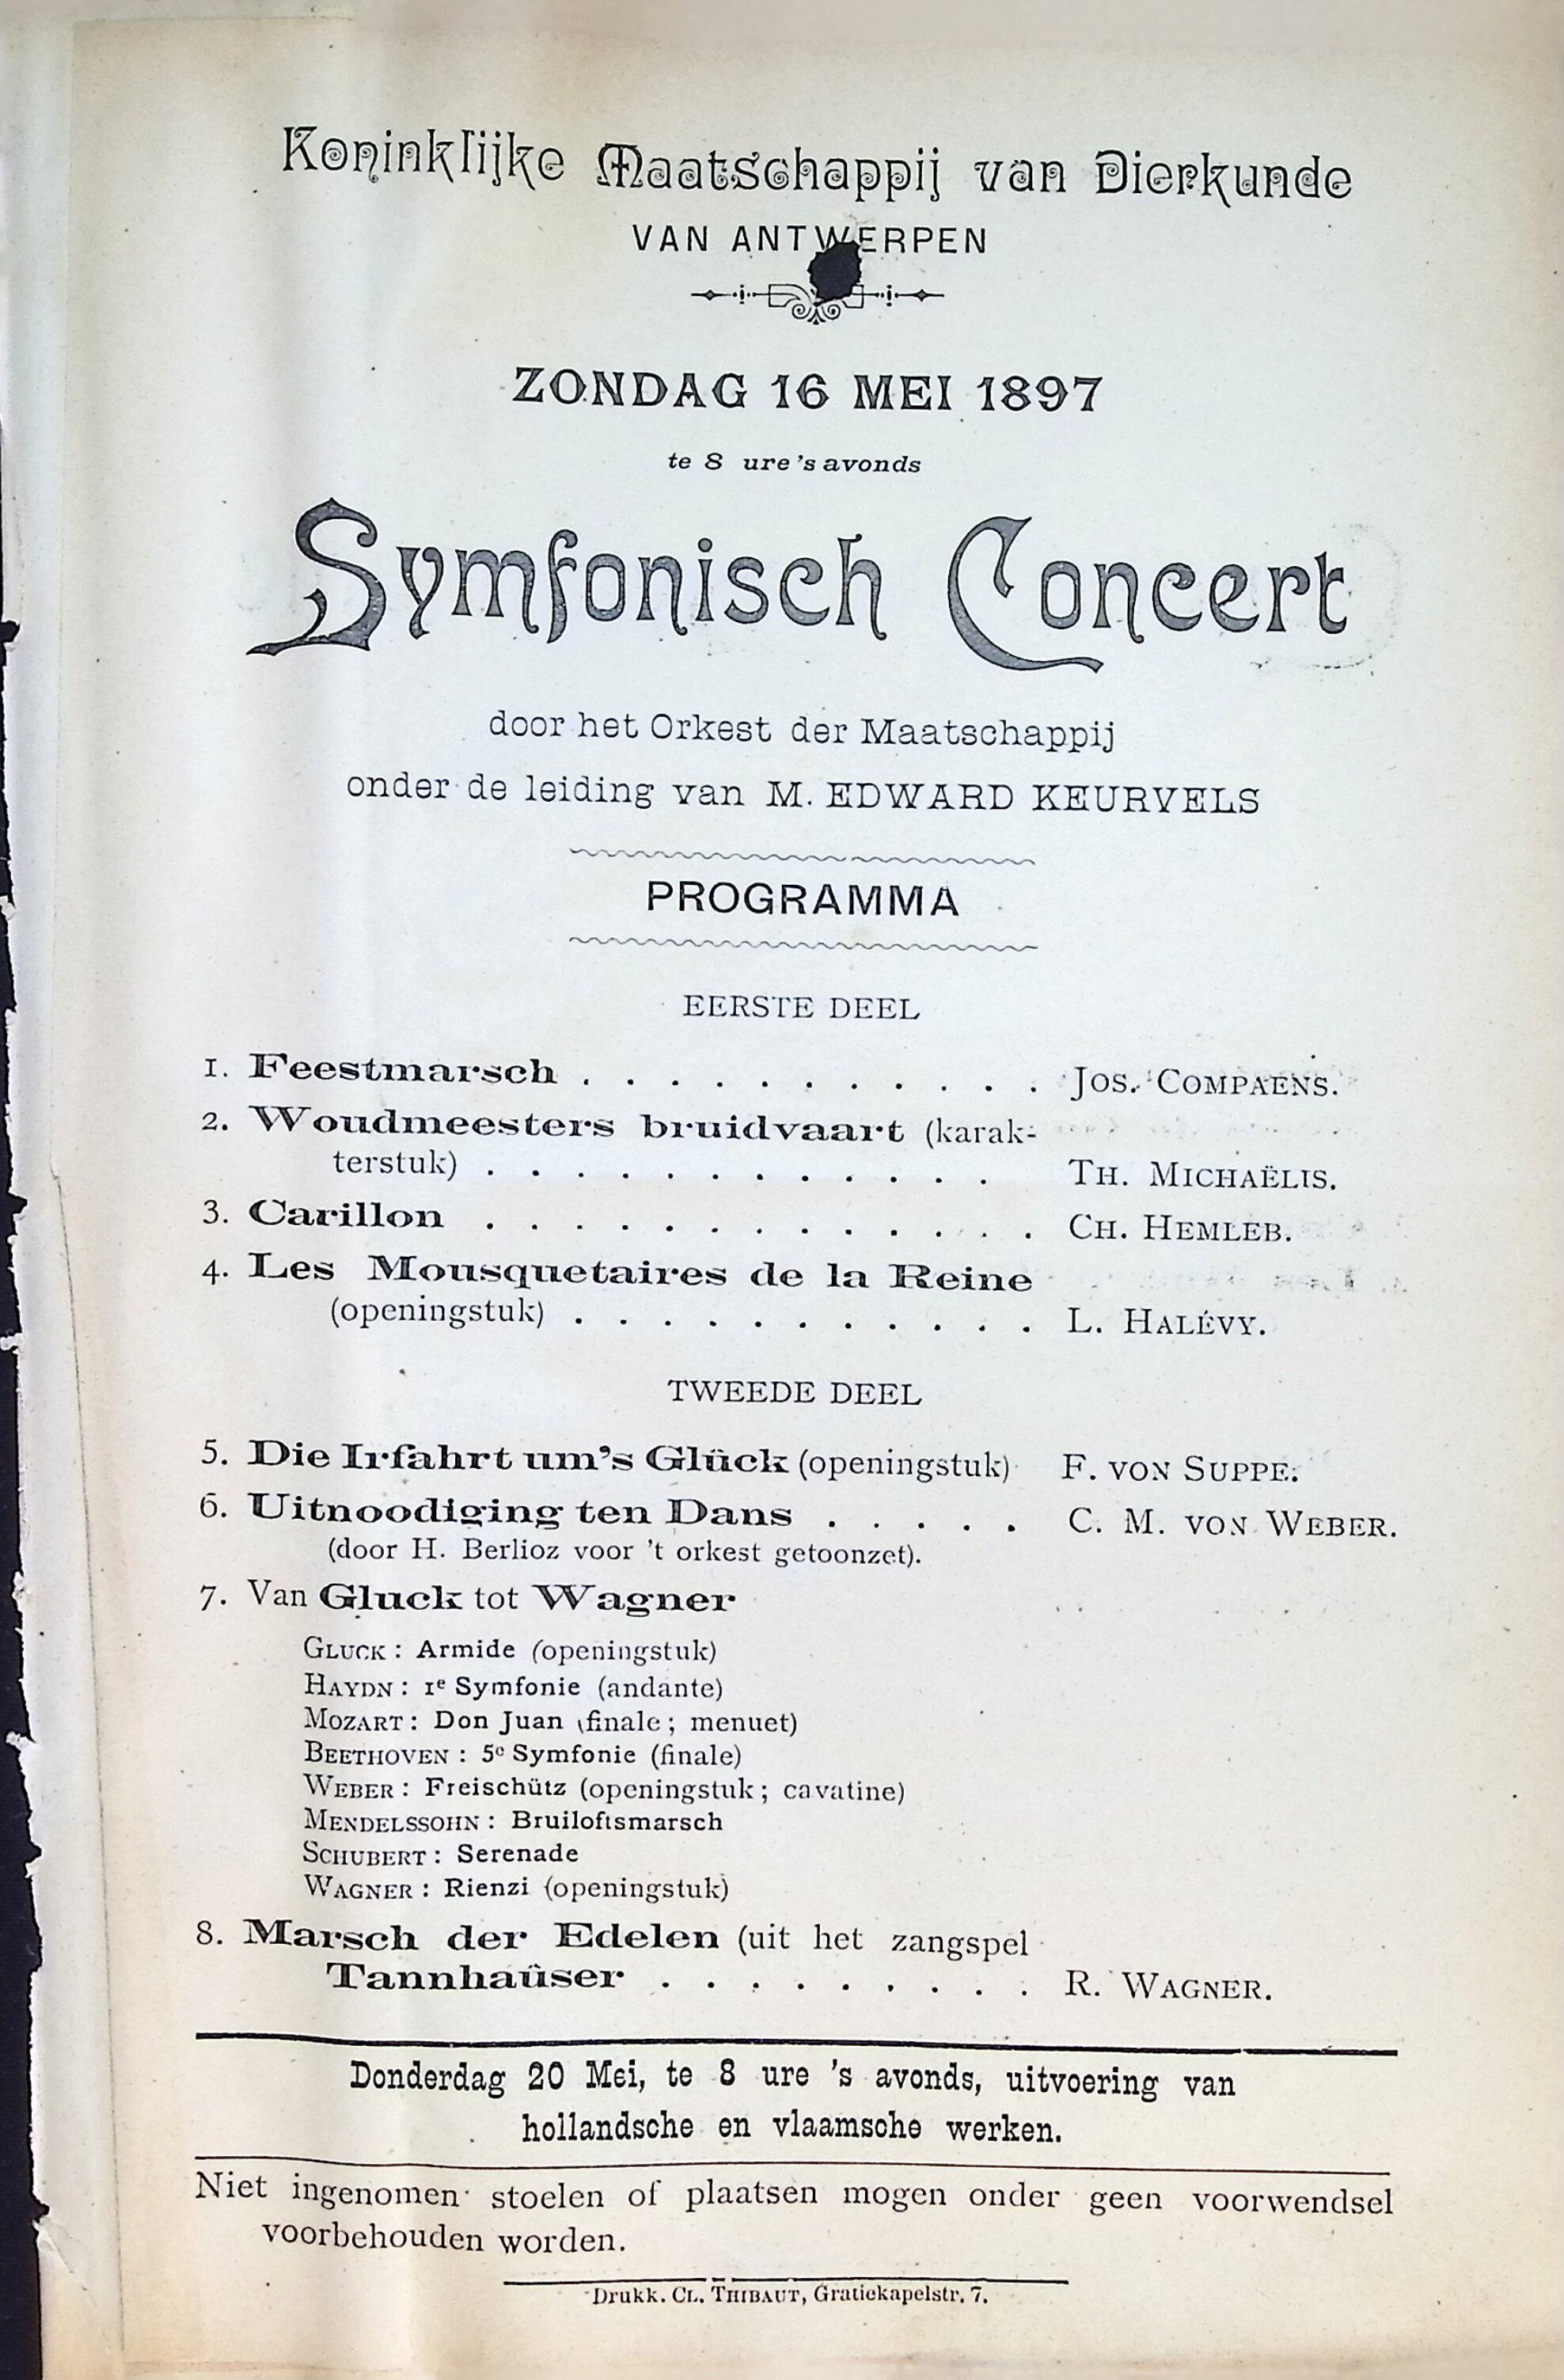 Koninklijke Maatschappij van Dierkunde
VAN ANTWERPEN
ZONDAG 16 MEI 1897
te 8 ure 's avonds
Symfonisch Concert
door het Orkest der Maatschappij
onder de leiding van M. EDWARD KEURVELS
PROGRAMMA
EERSTE DEEL
1. Feestmarsch . . . . . . . . . . . JOS. COMPAENS.
2. Woudmeesters bruidvaart (karak-
terstuk) . . . . . . . . . . . . TH. MICHAËLIS.
3. Carillon . . . . . . . . . . . . . CH. HEMLEB.
4. Les Mousquetaires de la Reine
(openingstuk) . . . . . . . . . . . L. HALÉVY.
TWEEDE DEEL
5. Die Irfahrt um's Glück (openingstuk) F. VON SUPPE.
6. Uitnoodiging ten Dans . . . . . C. M. VON WEBER.
(door H. Berlioz voor 't orkest getoonzet).
7. Van Gluck tot Wagner
GLUCK : Armide (openingstuk)
HAYDN : 1e Symfonie (andante)
MOZART : Don Juan (finale ; menuet)
BEETHOVEN : 5e Symfonie (finale)
WEBER : Freischütz (openingstuk ; cavatine)
MENDELSSOHN : Bruiloftsmarsch
SCHUBERT : Serenade
WAGNER : Rienzi (openingstuk)
8. Marsch der Edelen (uit het zangspel
Tannhaüser . . . . . . . . . R. WAGNER.
Donderdag 20 Mei, te 8 ure 's avonds, uitvoering van
hollandsche en vlaamsche werken.
Niet ingenomen stoelen of plaatsen mogen onder geen voorwendsel
voorbehouden worden.
Drukk. CL. THIBAUT, Gratiekapelstr. 7.